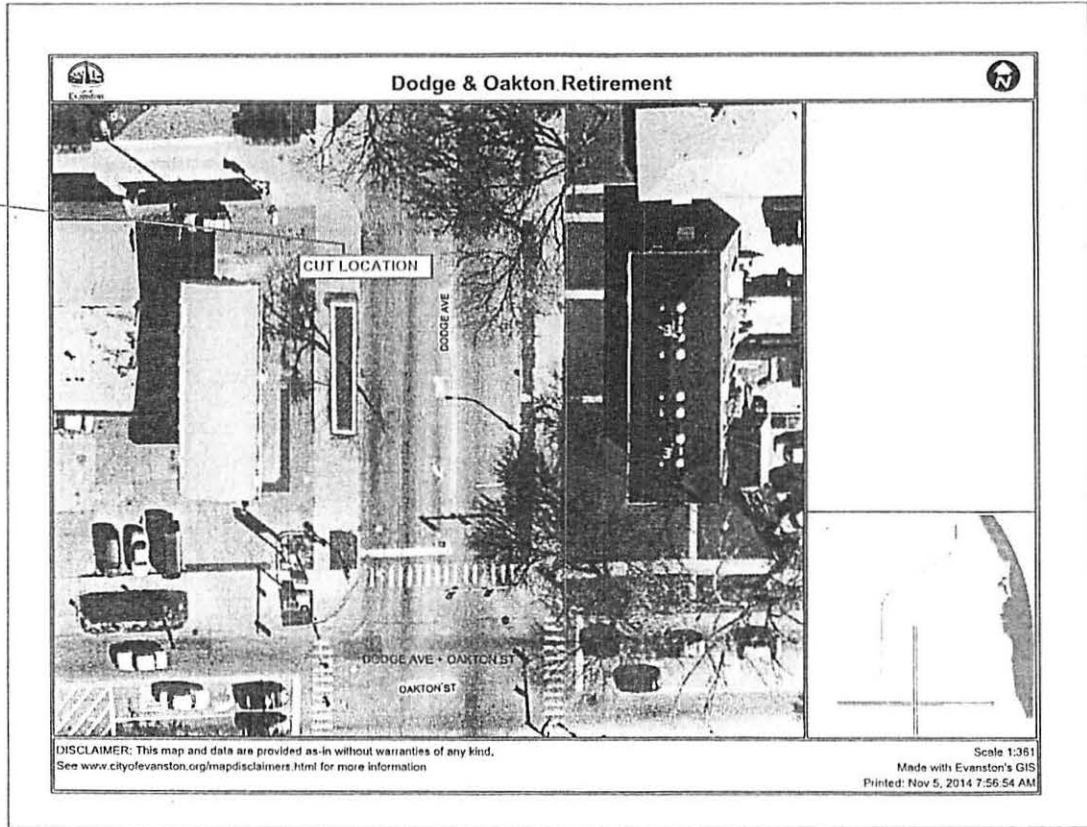 Evanston
Dodge & Oakton Retirement
N
CUT LOCATION
DODGE AVE
DODGE AVE + OAKTON ST
OAKTON ST
DISCLAIMER: This map and data are provided as-in without warranties of any kind.
See www.cityofevanston.org/mapdisclaimers.html for more information
Scale 1:361
Made with Evanston's GIS
Printed: Nov 5, 2014 7:56:54 AM